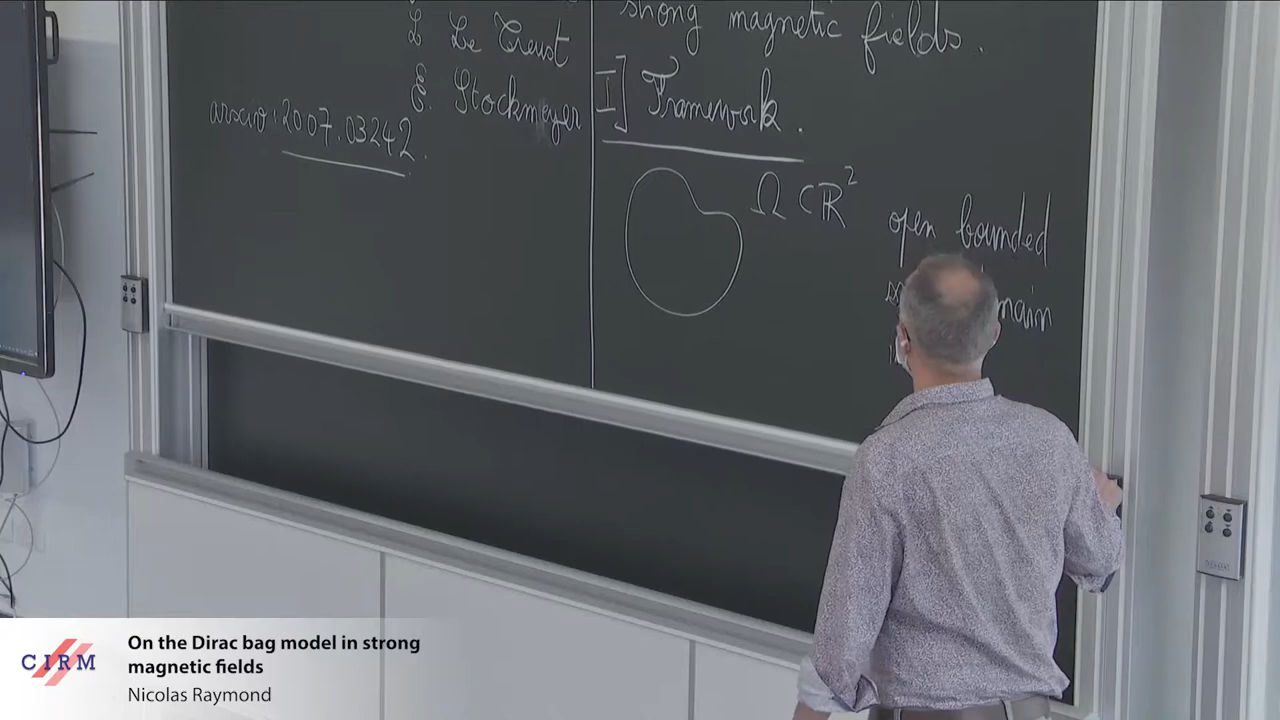 L Le Treust
E. Stockmeyer
arxiv: 2007.03242.
strong magnetic fields.
I] Framework.
Ω ⊂ ℝ²
open bounded
CIRM
On the Dirac bag model in strong
magnetic fields
Nicolas Raymond